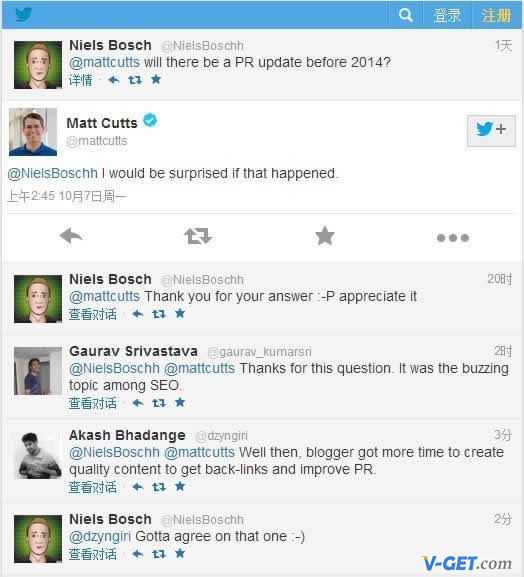 登录 注册
Niels Bosch @NielsBoschh 1天
@mattcutts will there be a PR update before 2014?
详情
Matt Cutts
@mattcutts
+
@NielsBoschh I would be surprised if that happened.
上午2:45 10月7日周一
Niels Bosch @NielsBoschh 20时
@mattcutts Thank you for your answer :-P appreciate it
查看对话
Gaurav Srivastava @gaurav_kumarsri 2时
@NielsBoschh @mattcutts Thanks for this question. It was the buzzing
topic among SEO.
查看对话
Akash Bhadange @dzyngiri 3分
@NielsBoschh @mattcutts Well then, blogger got more time to create
quality content to get back-links and improve PR.
查看对话
Niels Bosch @NielsBoschh 2分
@dzyngiri Gotta agree on that one :-)
查看对话
V-GET.com